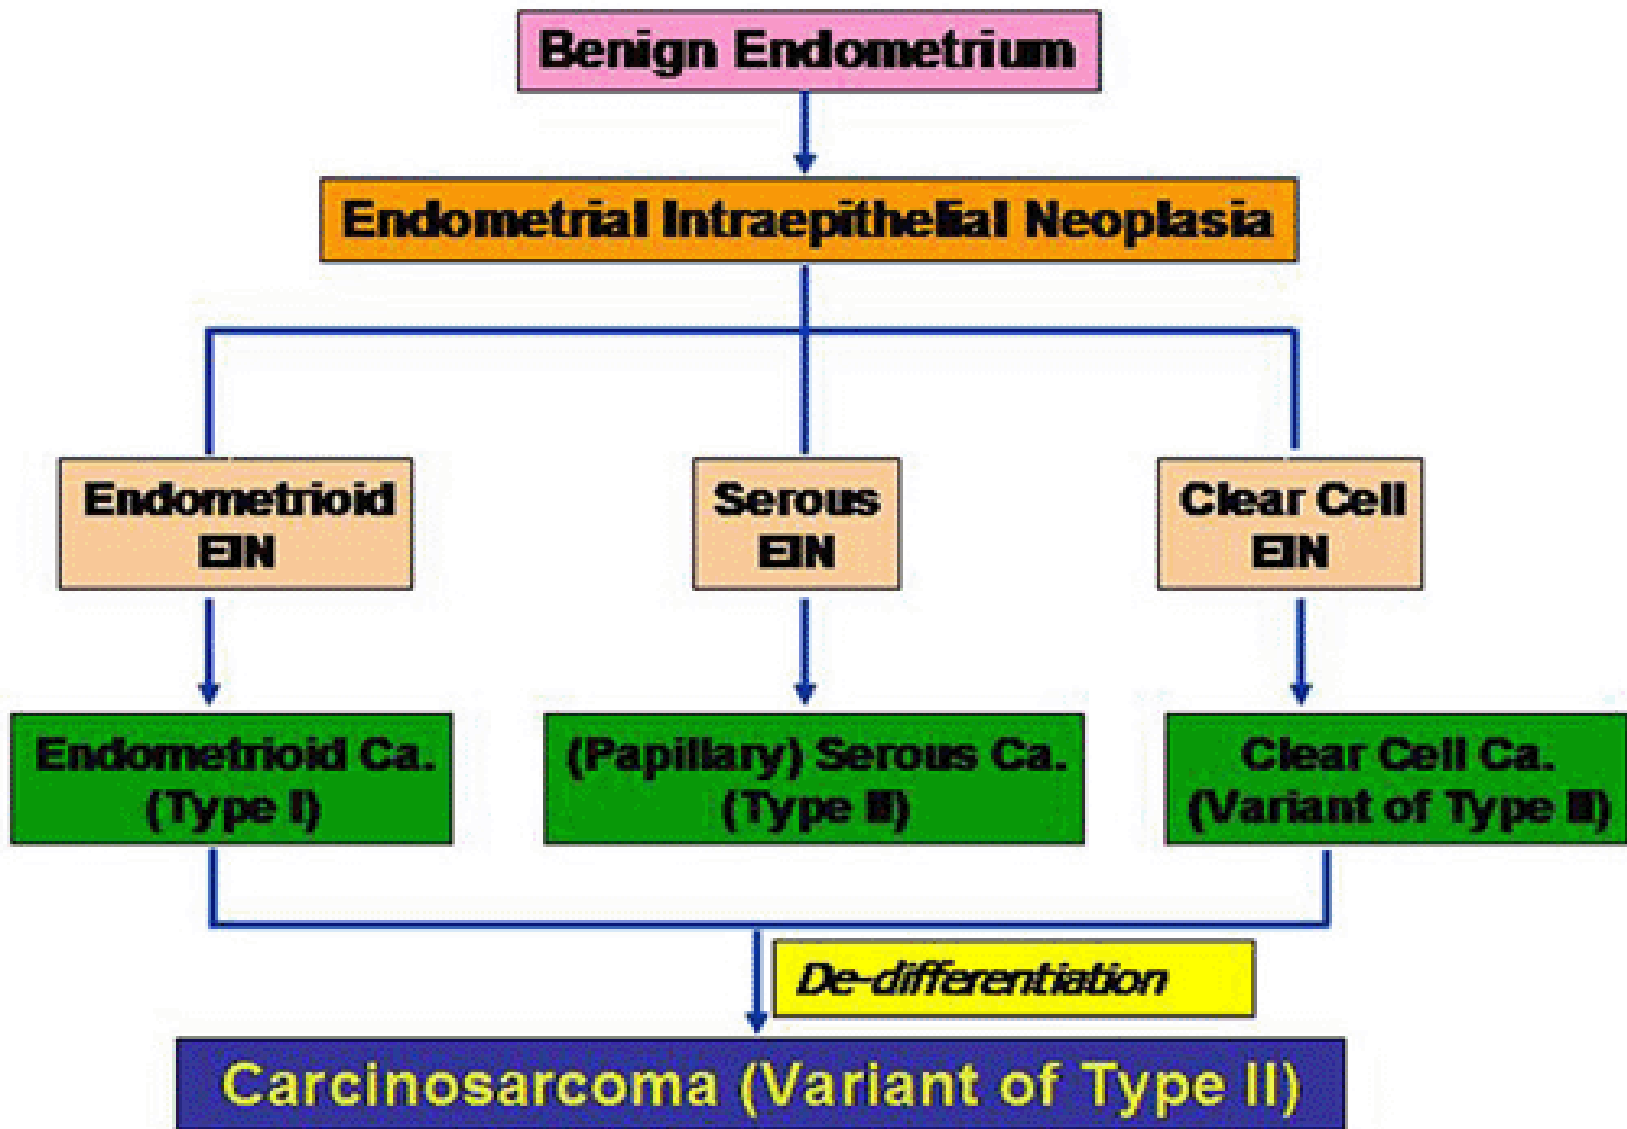 Benign Endometrium
Endometrial Intraepithelial Neoplasia
Endometrioid
EIN
Serous
EIN
Clear Cell
EIN
Endometrioid Ca.
(Type I)
(Papillary) Serous Ca.
(Type II)
Clear Cell Ca.
(Variant of Type II)
De-differentiation
Carcinosarcoma (Variant of Type II)